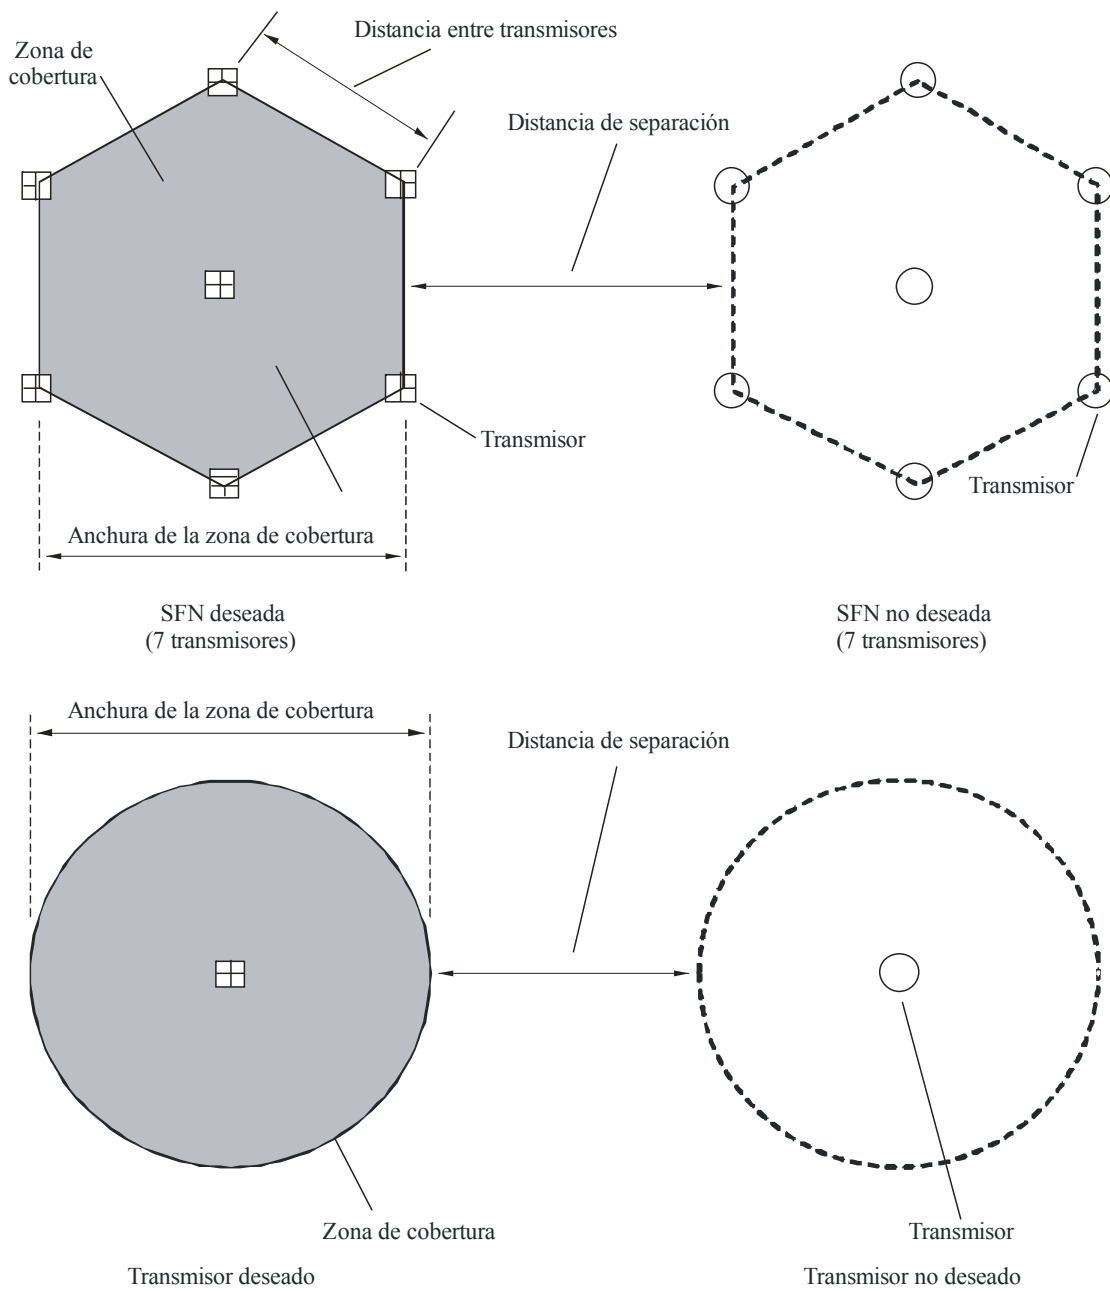 Distancia entre transmisores
Zona de
cobertura
Distancia de separación
Transmisor
Transmisor
Anchura de la zona de cobertura
SFN deseada
(7 transmisores)
SFN no deseada
(7 transmisores)
Anchura de la zona de cobertura
Distancia de separación
Zona de cobertura
Transmisor
Transmisor deseado
Transmisor no deseado